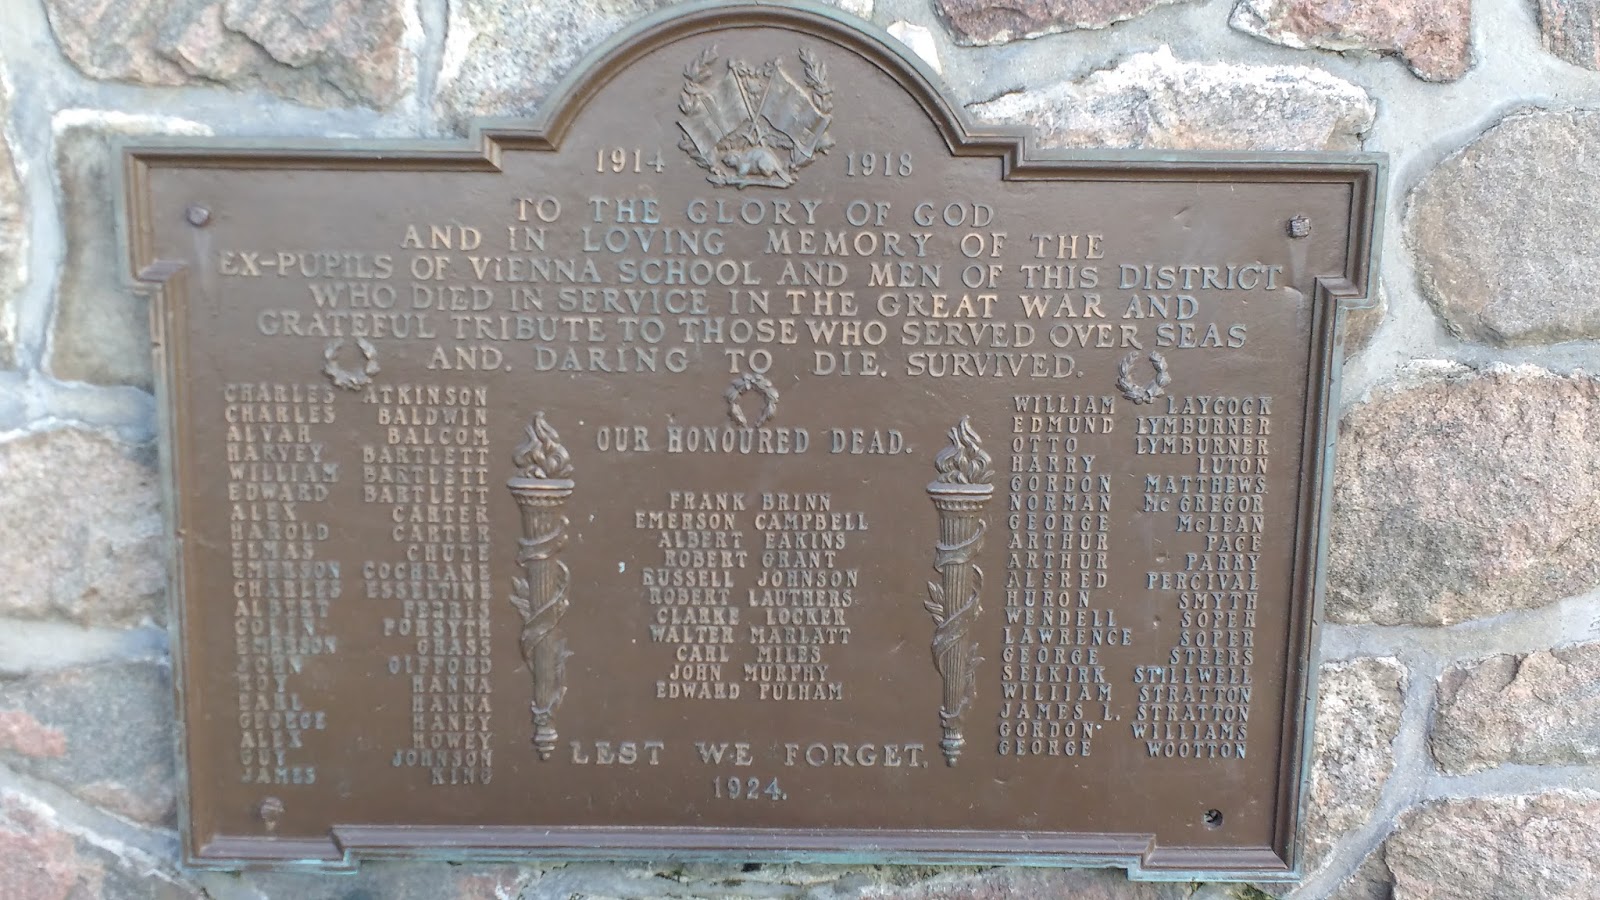 1914 1918
TO THE GLORY OF GOD
AND IN LOVING MEMORY OF THE
EX-PUPILS OF ViENNA SCHOOL AND MEN OF THIS DISTRICT
WHO DIED IN SERVICE IN THE GREAT WAR AND
GRATEFUL TRIBUTE TO THOSE WHO SERVED OVER SEAS
AND. DARING TO DIE. SURVIVED.
CHARLES ATKINSON
CHARLES BALDWIN
ALVAH BALCOM
HARVEY BARTLETT
WILLIAM BARTLETT
EDWARD BARTLETT
ALEX CARTER
HAROLD CARTER
ELMAS CHUTE
EMERSON COCHRANE
CHARLES ESSELTINE
ALBERT FERRIS
COLIN FORSYTH
EMERSON GRASS
JOHN GIFFORD
ROY HANNA
EARL HANNA
GEORGE HANEY
ALEX HOWEY
GUY JOHNSON
JAMES KING
OUR HONOURED DEAD.
FRANK BRINN
EMERSON CAMPBELL
ALBERT EAKINS
ROBERT GRANT
RUSSELL JOHNSON
ROBERT LAUTHERS
CLARKE LOCKER
WALTER MARLATT
CARL MILES
JOHN MURPHY
EDWARD PULHAM
LEST WE FORGET.
1924.
WILLIAM LAYCOCK
EDMUND LYMBURNER
OTTO LYMBURNER
HARRY LUTON
GORDON MATTHEWS
NORMAN McGREGOR
GEORGE McLEAN
ARTHUR PAGE
ARTHUR PARRY
ALFRED PERCIVAL
HURON SMYTH
WENDELL SOPER
LAWRENCE SOPER
GEORGE STEERS
SELKIRK STILLWELL
WILLIAM STRATTON
JAMES L. STRATTON
GORDON WILLIAMS
GEORGE WOOTTON